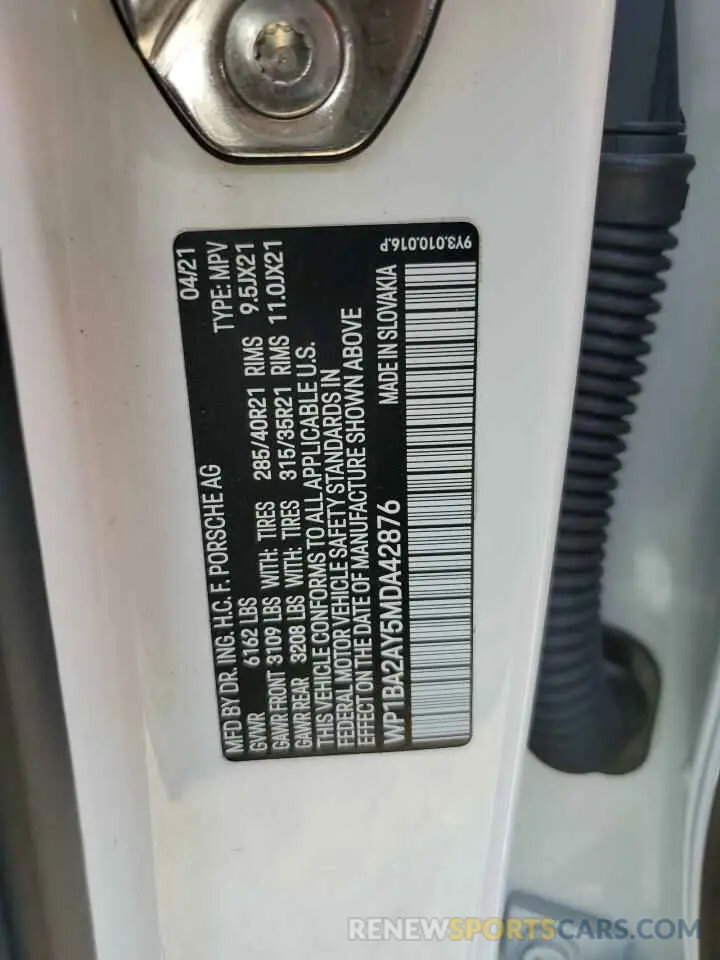 MFD BY DR. ING. H.C. F. PORSCHE AG 04/21
GVWR 6162 LBS TYPE: MPV
GAWR FRONT 3109 LBS WITH: TIRES 285/40R21 RIMS 9.5JX21
GAWR REAR 3208 LBS WITH: TIRES 315/35R21 RIMS 11.0JX21
THIS VEHICLE CONFORMS TO ALL APPLICABLE U.S.
FEDERAL MOTOR VEHICLE SAFETY STANDARDS IN
EFFECT ON THE DATE OF MANUFACTURE SHOWN ABOVE
WP1BA2AY5MDA42876 MADE IN SLOVAKIA
9Y3.010.016.P
RENEWSPORTSCARS.COM